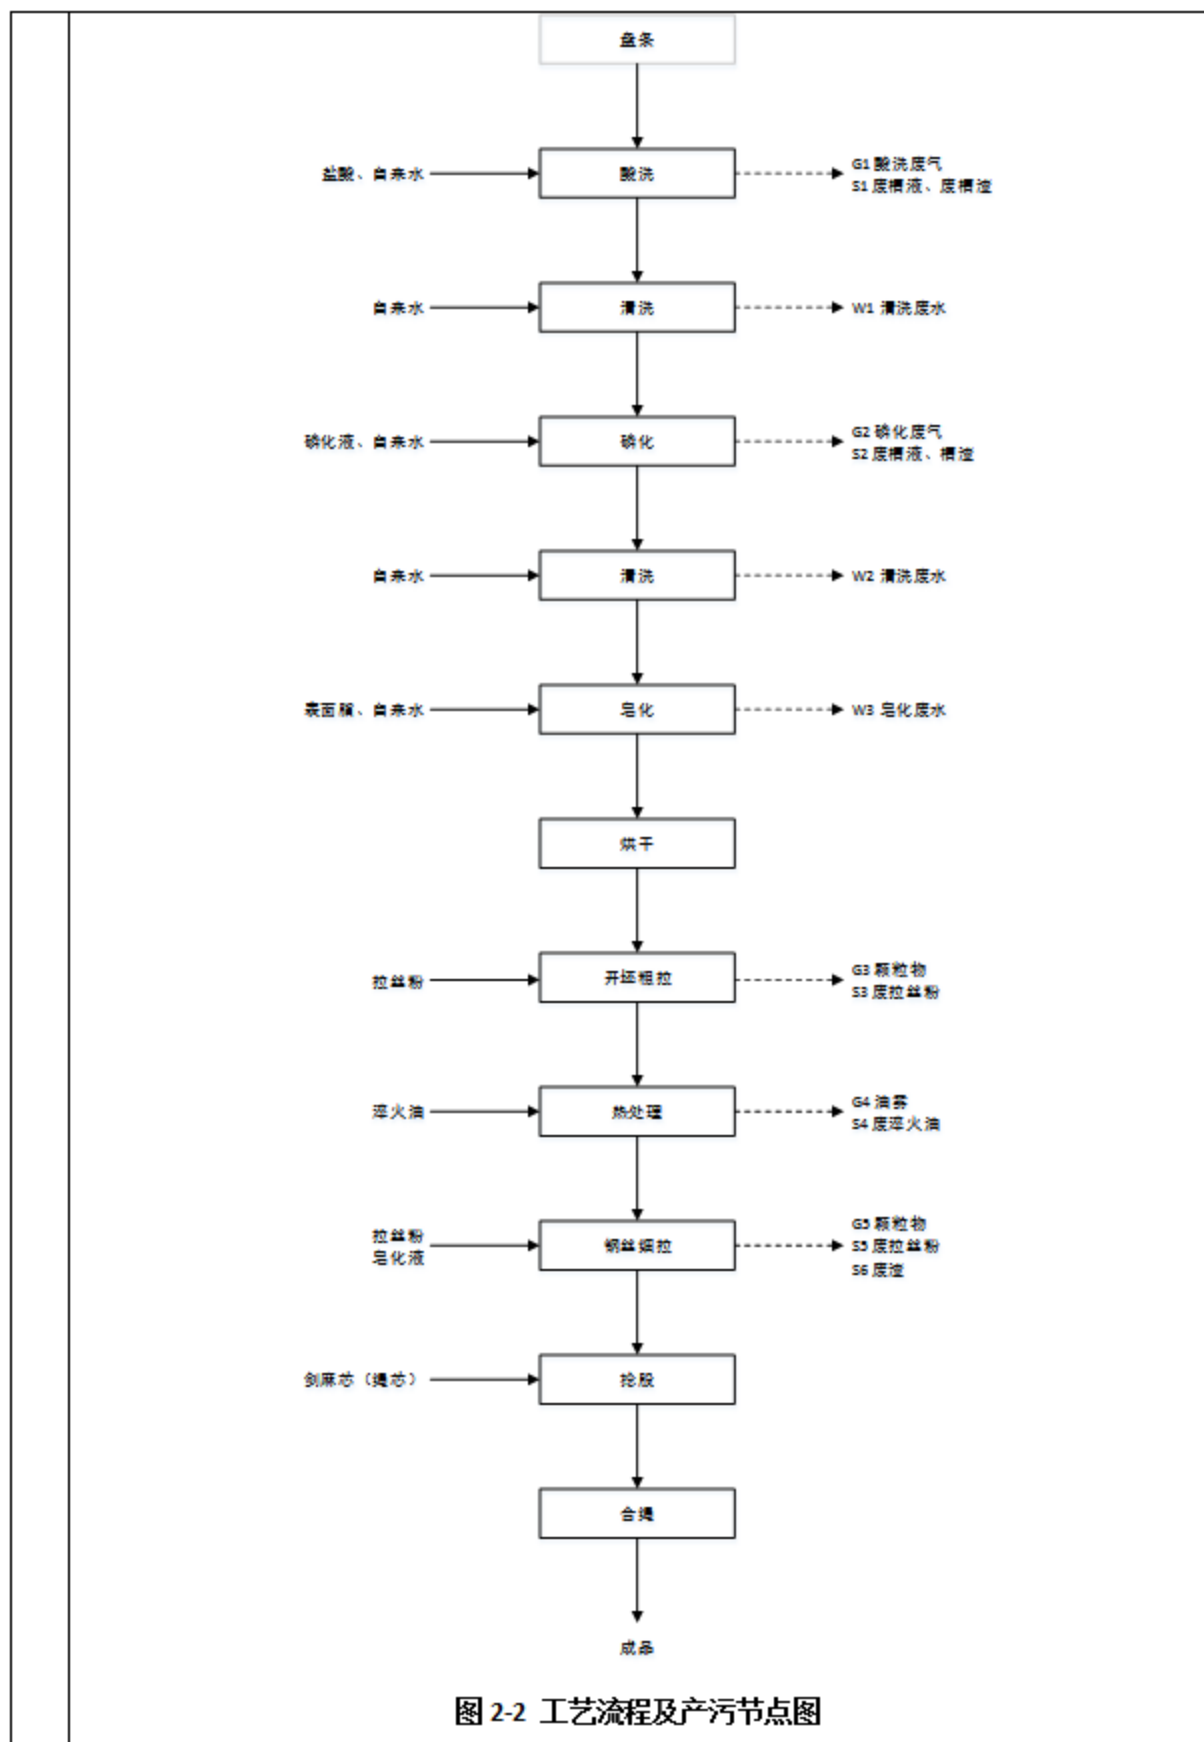 盘条
盐酸、自来水
酸洗
G1 酸洗废气
S1 废槽液、废槽渣
自来水
清洗
W1 清洗废水
磷化液、自来水
磷化
G2 磷化废气
S2 废槽液、槽渣
自来水
清洗
W2 清洗废水
表面脂、自来水
皂化
W3 皂化废水
烘干
拉丝粉
开坯粗拉
G3 颗粒物
S3 废拉丝粉
淬火油
热处理
G4 油雾
S4 废淬火油
拉丝粉
皂化液
钢丝细拉
G5 颗粒物
S5 废拉丝粉
S6 废渣
剑麻芯（绳芯）
捻股
合绳
成品
图 2-2 工艺流程及产污节点图